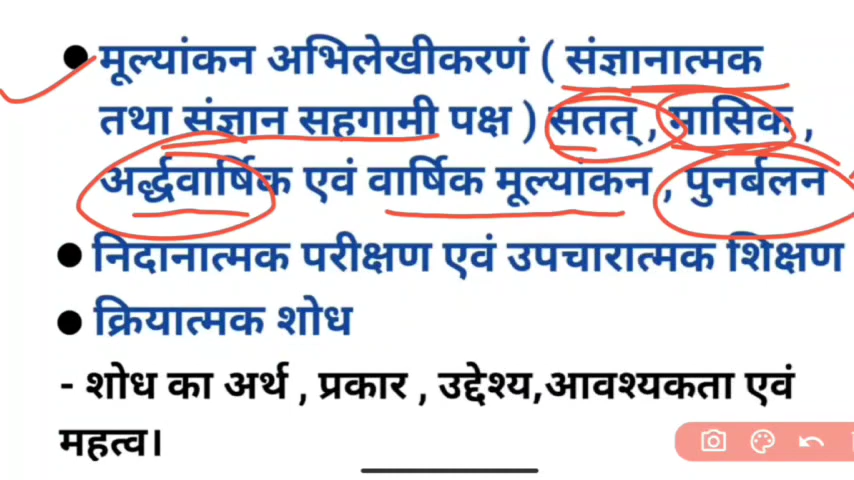 ● मूल्यांकन अभिलेखीकरणं ( संज्ञानात्मक
तथा संज्ञान सहगामी पक्ष ) सतत् , मासिक ,
अर्द्धवार्षिक एवं वार्षिक मूल्यांकन , पुनर्बलन
● निदानात्मक परीक्षण एवं उपचारात्मक शिक्षण
● क्रियात्मक शोध
- शोध का अर्थ , प्रकार , उद्देश्य,आवश्यकता एवं
महत्व।